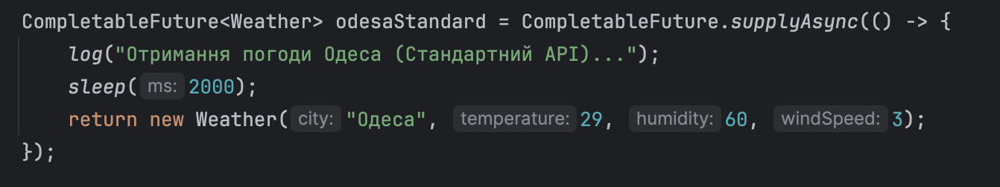 CompletableFuture<Weather> odesaStandard = CompletableFuture.supplyAsync(() -> {
log("Отримання погоди Одеса (Стандартний API)...");
sleep( ms: 2000);
return new Weather( city: "Одеса", temperature: 29, humidity: 60, windSpeed: 3);
});